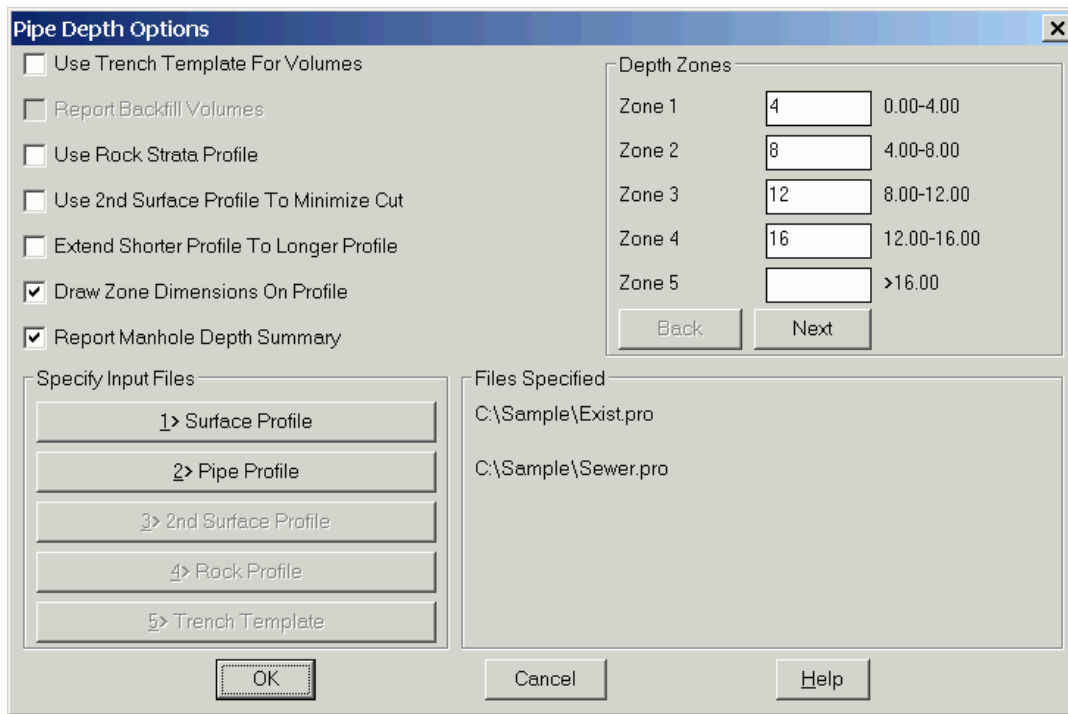 Pipe Depth Options
Use Trench Template For Volumes
Report Backfill Volumes
Use Rock Strata Profile
Use 2nd Surface Profile To Minimize Cut
Extend Shorter Profile To Longer Profile
Draw Zone Dimensions On Profile
Report Manhole Depth Summary
Depth Zones
Zone 1 4 0.00-4.00
Zone 2 8 4.00-8.00
Zone 3 12 8.00-12.00
Zone 4 16 12.00-16.00
Zone 5 >16.00
Back Next
Specify Input Files
1> Surface Profile
2> Pipe Profile
3> 2nd Surface Profile
4> Rock Profile
5> Trench Template
Files Specified
C:\Sample\Exist.pro
C:\Sample\Sewer.pro
OK Cancel Help